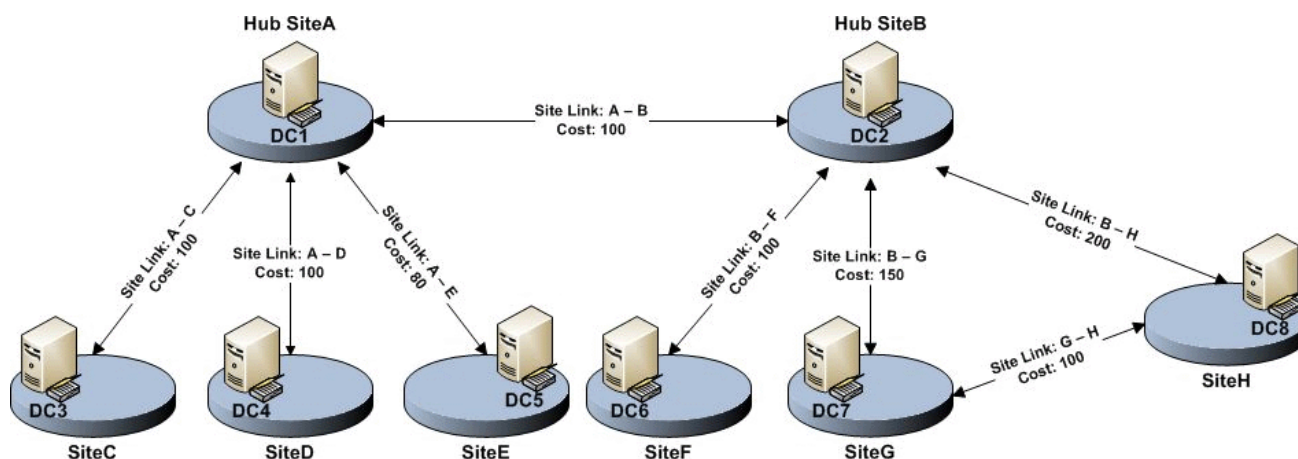 Hub SiteA
Hub SiteB
DC1
Site Link: A – B
Cost: 100
DC2
Site Link: A – C
Cost: 100
Site Link: A – D
Cost: 100
Site Link: A – E
Cost: 80
Site Link: B – F
Cost: 100
Site Link: B – G
Cost: 150
Site Link: B – H
Cost: 200
Site Link: G – H
Cost: 100
DC8
SiteH
DC3
DC4
DC5
DC6
DC7
SiteC
SiteD
SiteE
SiteF
SiteG